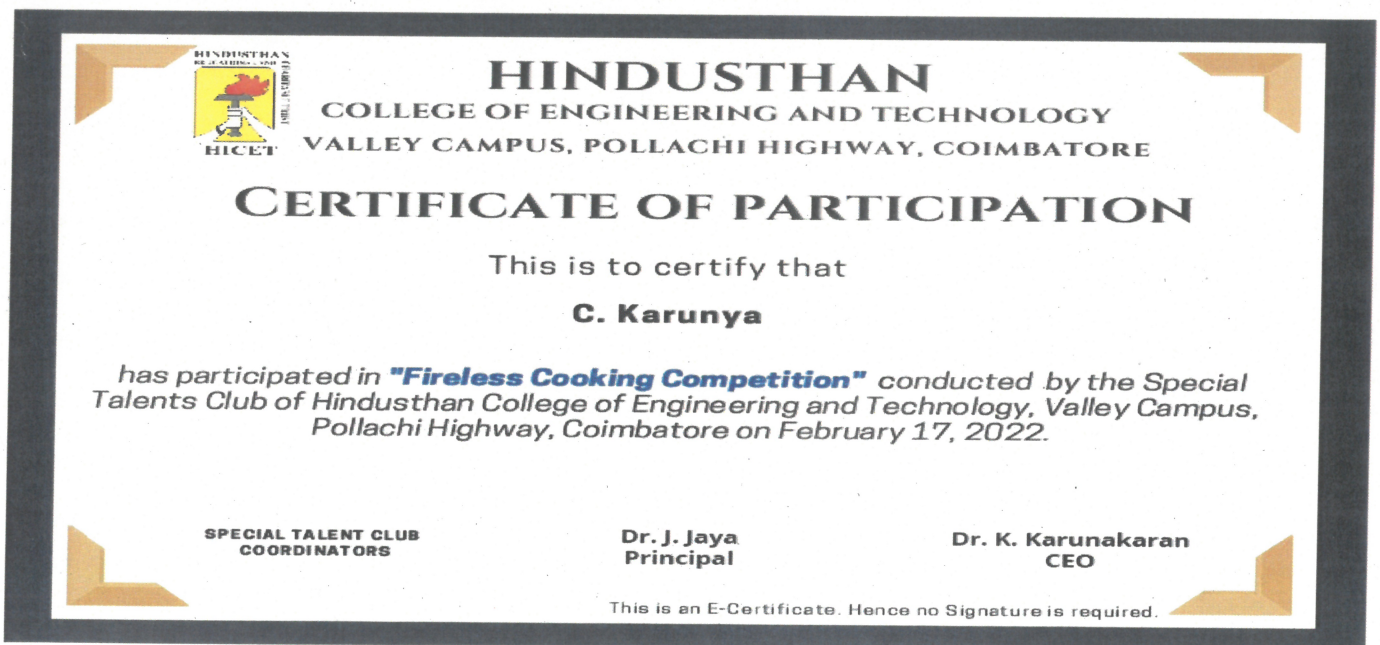 HINDUSTHAN
HICET
HINDUSTHAN
COLLEGE OF ENGINEERING AND TECHNOLOGY
VALLEY CAMPUS, POLLACHI HIGHWAY, COIMBATORE
CERTIFICATE OF PARTICIPATION
This is to certify that
C. Karunya
has participated in "Fireless Cooking Competition" conducted by the Special
Talents Club of Hindusthan College of Engineering and Technology, Valley Campus,
Pollachi Highway, Coimbatore on February 17, 2022.
SPECIAL TALENT CLUB
COORDINATORS
Dr. J. Jaya
Principal
Dr. K. Karunakaran
CEO
This is an E-Certificate. Hence no Signature is required.